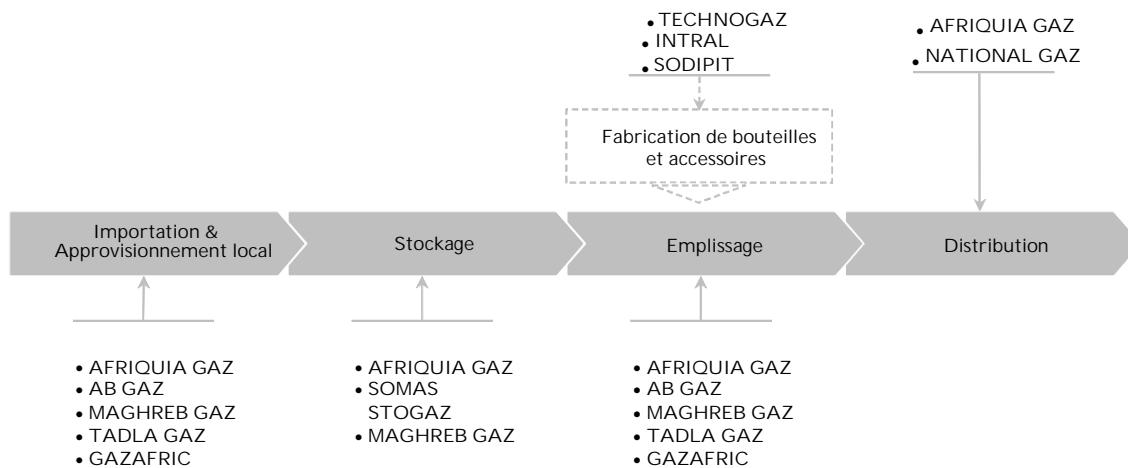 • TECHNOGAZ
• INTRAL
• SODIPIT
• AFRIQUIA GAZ
• NATIONAL GAZ
Fabrication de bouteilles
et accessoires
Importation &
Approvisionnement local
Stockage
Emplissage
Distribution
• AFRIQUIA GAZ
• AB GAZ
• MAGHREB GAZ
• TADLA GAZ
• GAZAFRIC
• AFRIQUIA GAZ
• SOMAS
STOGAZ
• MAGHREB GAZ
• AFRIQUIA GAZ
• AB GAZ
• MAGHREB GAZ
• TADLA GAZ
• GAZAFRIC